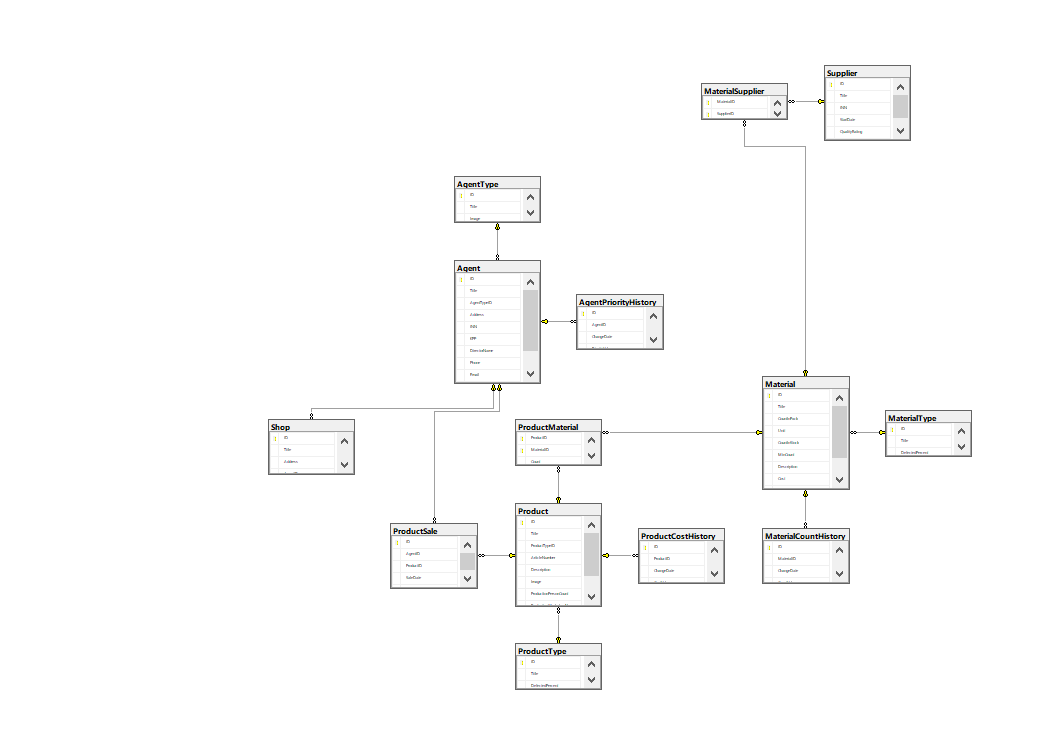 Supplier
ID
Title
INN
StartDate
QualityRating
MaterialSupplier
MaterialID
SupplierID
AgentType
ID
Title
Image
Agent
ID
Title
AgentTypeID
Address
INN
KPP
DirectorName
Phone
Email
AgentPriorityHistory
ID
AgentID
ChangeDate
Material
ID
Title
CountInPack
Unit
CountInStock
MinCount
Description
Cost
MaterialType
ID
Title
DefectedPercent
Shop
ID
Title
Address
ProductMaterial
ProductID
MaterialID
Count
Product
ID
Title
ProductTypeID
ArticleNumber
Description
Image
ProductionPersonCount
ProductSale
ID
AgentID
ProductID
SaleDate
ProductCostHistory
ID
ProductID
ChangeDate
MaterialCountHistory
ID
MaterialID
ChangeDate
ProductType
ID
Title
DefectedPercent